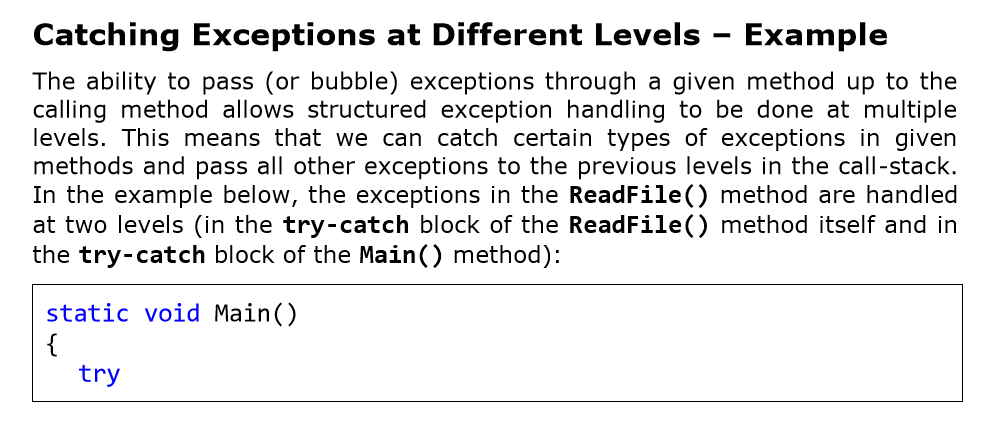 Catching Exceptions at Different Levels – Example
The ability to pass (or bubble) exceptions through a given method up to the
calling method allows structured exception handling to be done at multiple
levels. This means that we can catch certain types of exceptions in given
methods and pass all other exceptions to the previous levels in the call-stack.
In the example below, the exceptions in the ReadFile() method are handled
at two levels (in the try-catch block of the ReadFile() method itself and in
the try-catch block of the Main() method):
static void Main()
{
try